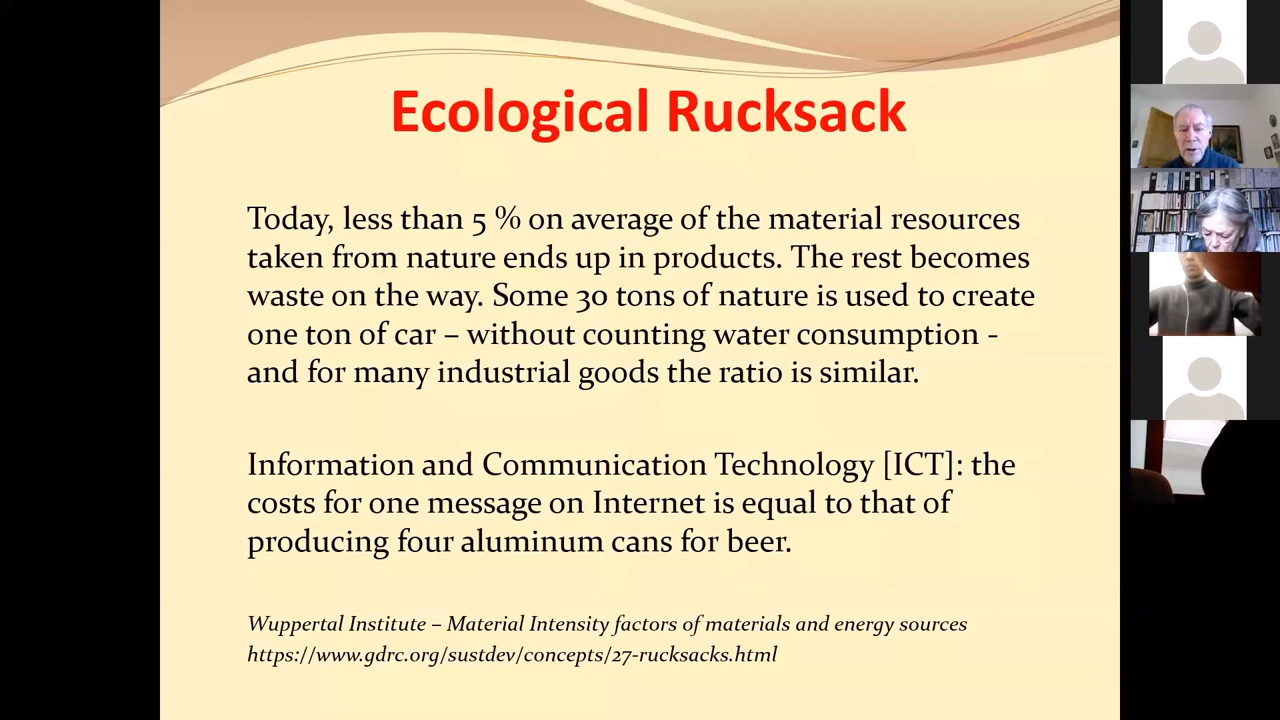 Ecological Rucksack
Today, less than 5 % on average of the material resources
taken from nature ends up in products. The rest becomes
waste on the way. Some 30 tons of nature is used to create
one ton of car – without counting water consumption -
and for many industrial goods the ratio is similar.
Information and Communication Technology [ICT]: the
costs for one message on Internet is equal to that of
producing four aluminum cans for beer.
Wuppertal Institute – Material Intensity factors of materials and energy sources
https://www.gdrc.org/sustdev/concepts/27-rucksacks.html